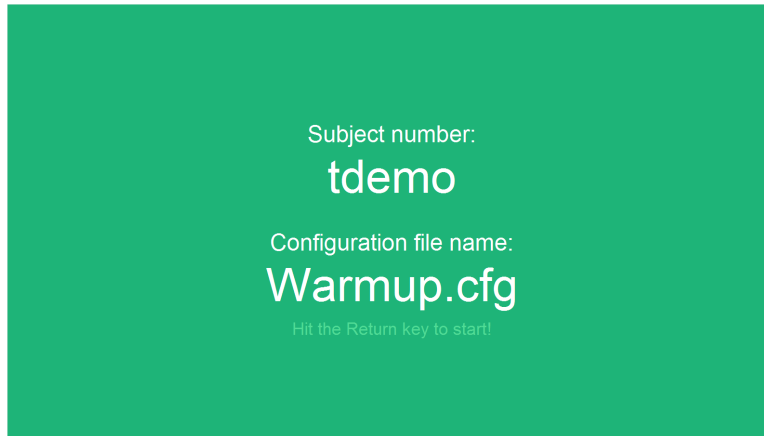 Subject number:
tdemo
Configuration file name:
Warmup.cfg
Hit the Return key to start!